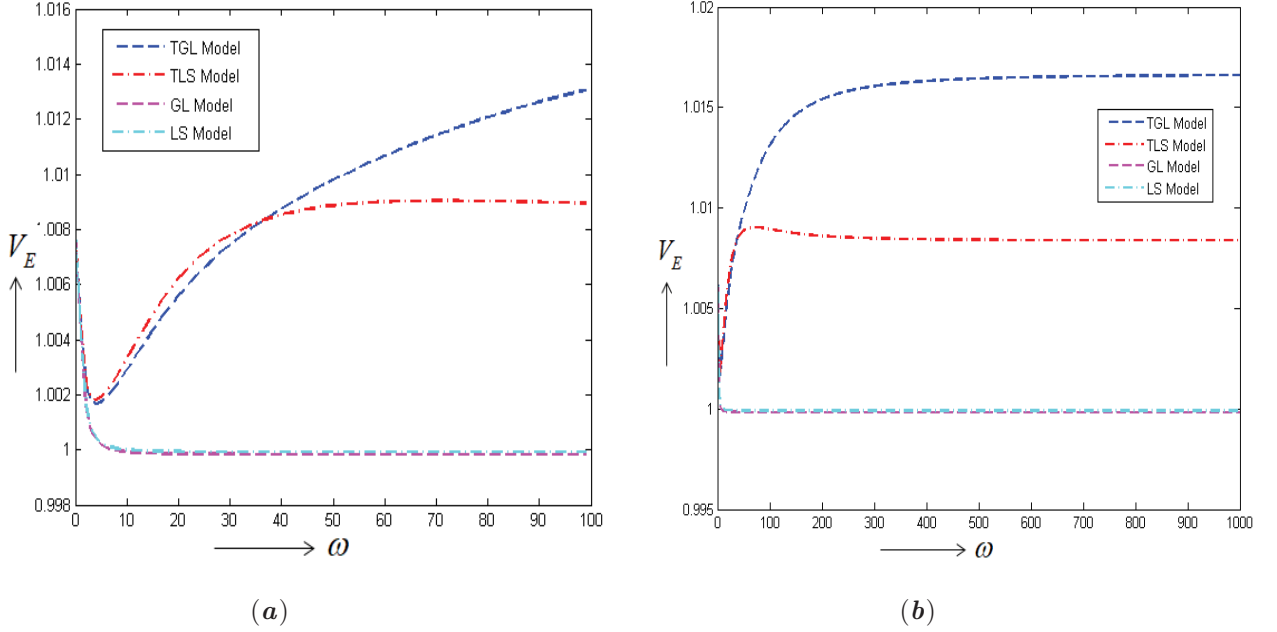 1.016
1.014
1.012
1.01
1.008
1.006
1.004
1.002
1
0.998
V_E
TGL Model
TLS Model
GL Model
LS Model
0 10 20 30 40 50 60 70 80 90 100
ω
(a)
1.02
1.015
1.01
1.005
1
0.995
V_E
TGL Model
TLS Model
GL Model
LS Model
0 100 200 300 400 500 600 700 800 900 1000
ω
(b)